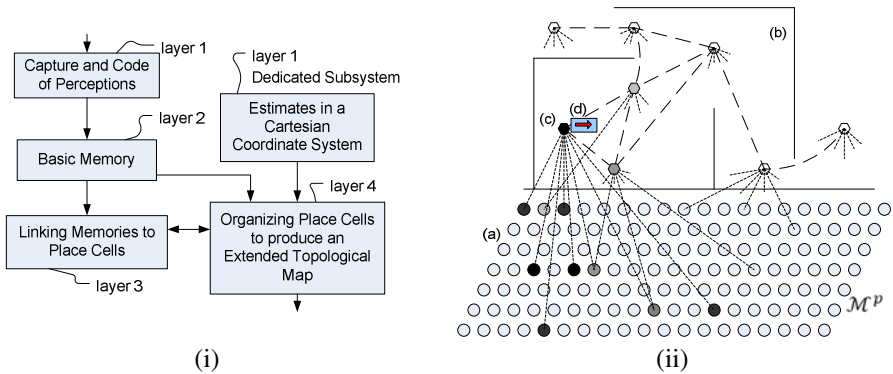 layer 1
Capture and Code
of Perceptions
layer 2
Basic Memory
Linking Memories to
Place Cells
layer 3
layer 1
Dedicated Subsystem
Estimates in a
Cartesian
Coordinate System
layer 4
Organizing Place Cells
to produce an
Extended Topological
Map
(i)
(b)
(d)
(c)
(a)
ℳᵖ
(ii)